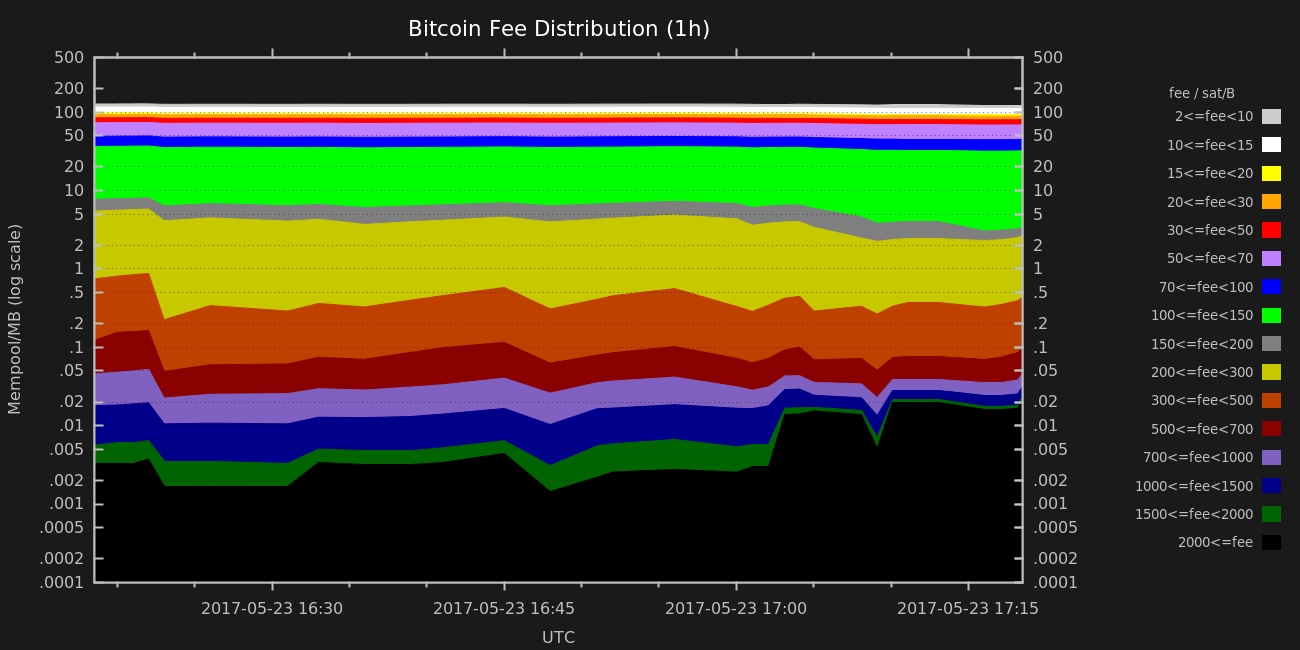 Bitcoin Fee Distribution (1h)
500
200
100
50
20
10
5
2
1
.5
.2
.1
.05
.02
.01
.005
.002
.001
.0005
.0002
.0001
Mempool/MB (log scale)
500
200
100
50
20
10
5
2
1
.5
.2
.1
.05
.02
.01
.005
.002
.001
.0005
.0002
.0001
2017-05-23 16:30
2017-05-23 16:45
2017-05-23 17:00
2017-05-23 17:15
UTC
fee / sat/B
2<=fee<10
10<=fee<15
15<=fee<20
20<=fee<30
30<=fee<50
50<=fee<70
70<=fee<100
100<=fee<150
150<=fee<200
200<=fee<300
300<=fee<500
500<=fee<700
700<=fee<1000
1000<=fee<1500
1500<=fee<2000
2000<=fee